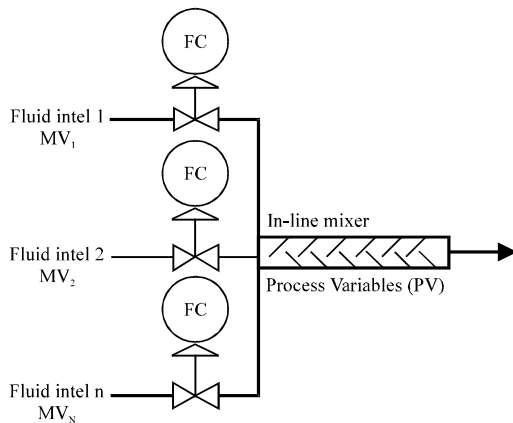 FC
Fluid intel 1
MV₁
FC
In-line mixer
Fluid intel 2
MV₂
Process Variables (PV)
FC
Fluid intel n
MV_N